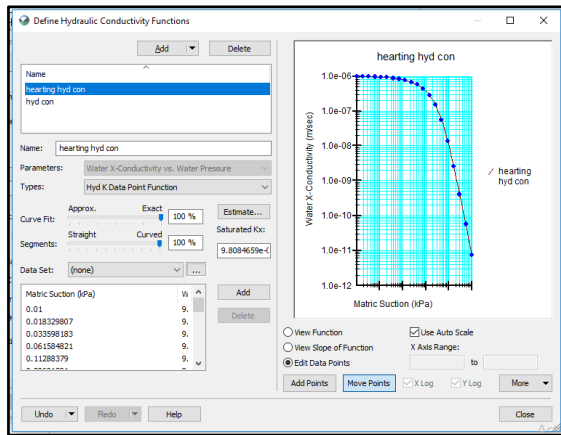 Define Hydraulic Conductivity Functions
Add
Delete
Name
hearting hyd con
hyd con
Name:
hearting hyd con
Parameters:
Water X-Conductivity vs. Water Pressure
Types:
Hyd K Data Point Function
Curve Fit:
Approx.
Exact
100 %
Estimate...
Segments:
Straight
Curved
100 %
Saturated Kx:
9.8084659e-(
Data Set:
(none)
...
Matric Suction (kPa)
0.01
9.
0.018329807
9.
0.033598183
9.
0.061584821
9.
0.11288379
9.
Add
Delete
hearting hyd con
Water X-Conductivity (m/sec)
1.0e-06
1.0e-07
1.0e-08
1.0e-09
1.0e-10
1.0e-11
1.0e-12
Matric Suction (kPa)
hearting
hyd con
View Function
View Slope of Function
Edit Data Points
Use Auto Scale
X Axis Range:
to
Add Points
Move Points
X Log
Y Log
More
Undo
Redo
Help
Close